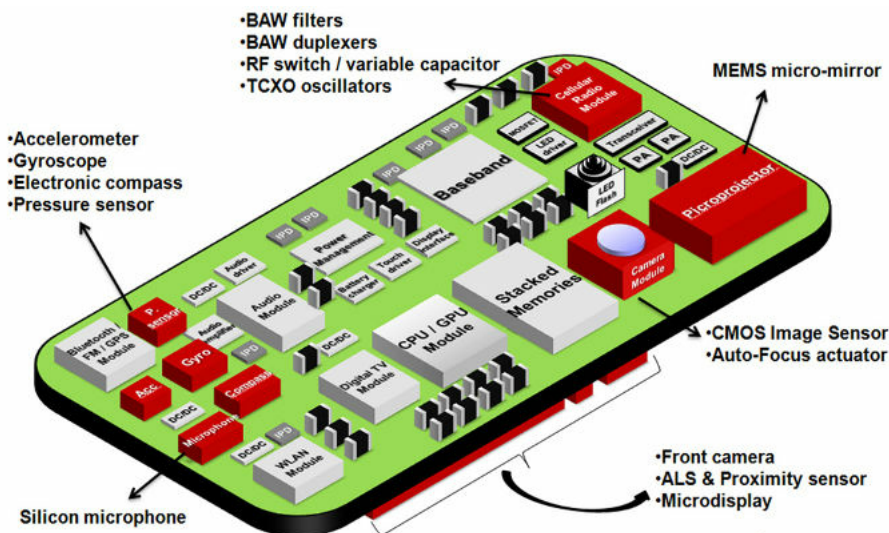 •BAW filters
•BAW duplexers
•RF switch / variable capacitor
•TCXO oscillators
MEMS micro-mirror
•Accelerometer
•Gyroscope
•Electronic compass
•Pressure sensor
IPD
Cellular
Radio
Module
MOSFET
LED
driver
Transceiver
PA
PA
DC/DC
IPD
IPD
IPD
IPD
Baseband
LED
Flash
Picroprojector
IPD
IPD
Power
Management
Display
interface
Touch
driver
Battery
charger
Camera
Module
Audio
driver
DC/DC
Audio Module
Stacked
Memories
P.
sensor
Bluetooth
FM / GPS
Module
Audio
Gyro
IPD
DC/DC
CPU / GPU
Module
•CMOS Image Sensor
•Auto-Focus actuator
Acc.
Compass
Digital TV
Module
DC/DC
Microphone
IPD
DC/DC
WLAN
Module
•Front camera
•ALS & Proximity sensor
•Microdisplay
Silicon microphone